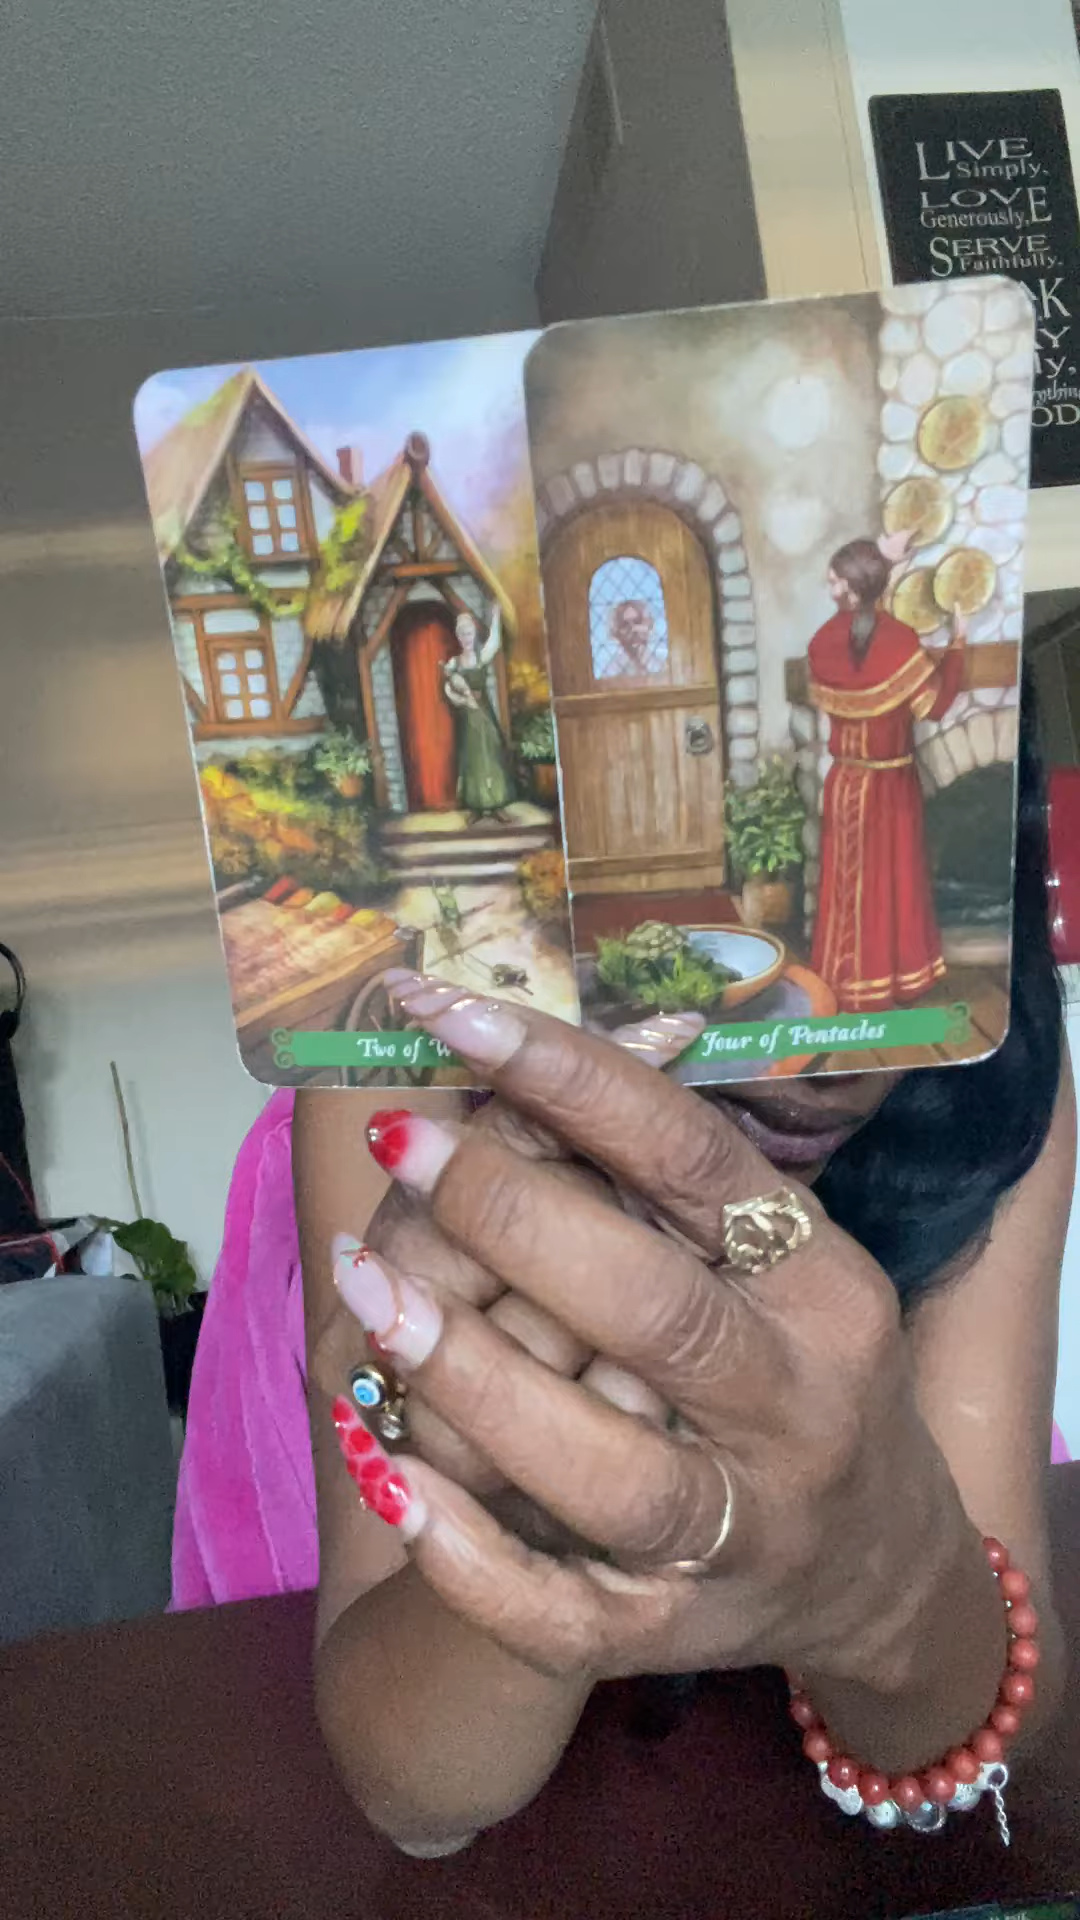 LIVE
Simply,
LOVE
Generously,
SERVE
Faithfully.
Two of W
Four of Pentacles